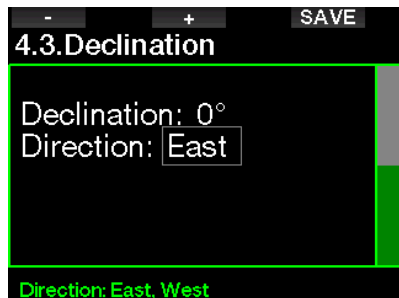 - + SAVE
4.3.Declination
Declination: 0°
Direction: East
Direction: East, West